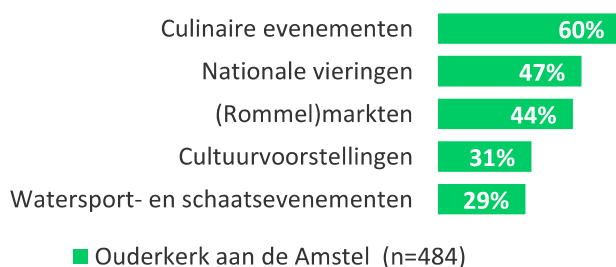 Culinaire evenementen 60%
Nationale vieringen 47%
(Rommel)markten 44%
Cultuurvoorstellingen 31%
Watersport- en schaatsevenementen 29%
Ouderkerk aan de Amstel (n=484)